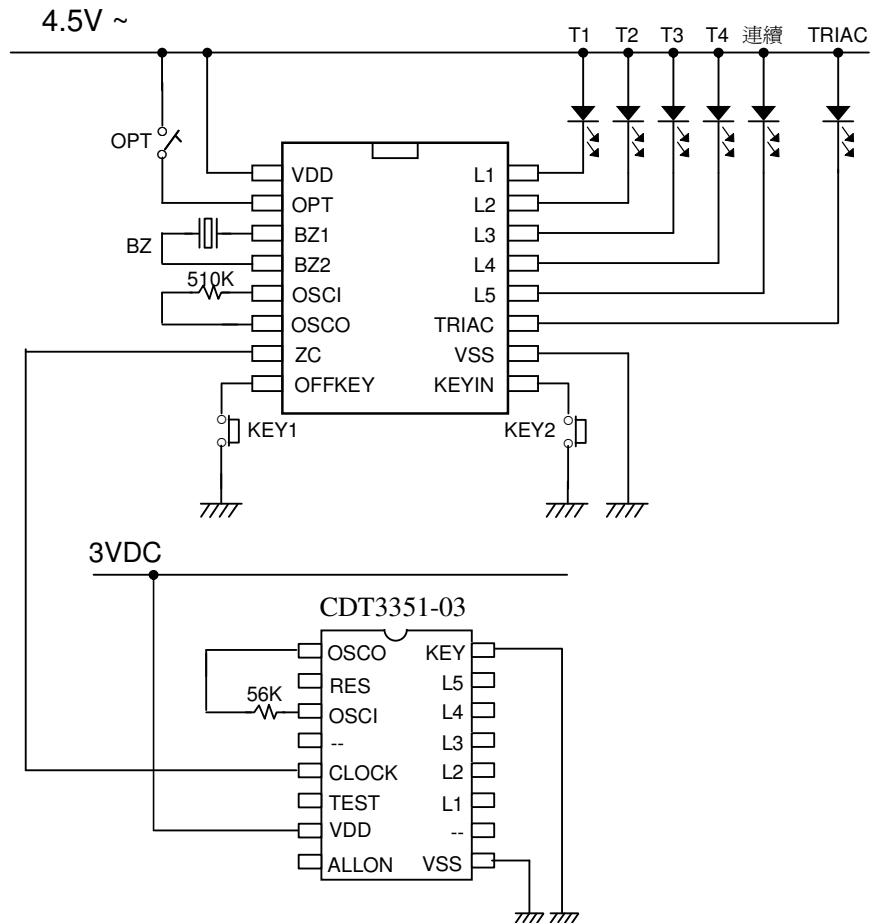 4.5V ~
T1 T2 T3 T4 連續 TRIAC
OPT
VDD L1
OPT L2
BZ BZ1 L3
BZ2 L4
510K
OSCI L5
OSCO TRIAC
ZC VSS
OFFKEY KEYIN
KEY1 KEY2
3VDC
CDT3351-03
OSCO KEY
RES L5
56K
OSCI L4
-- L3
CLOCK L2
TEST L1
VDD --
ALLON VSS